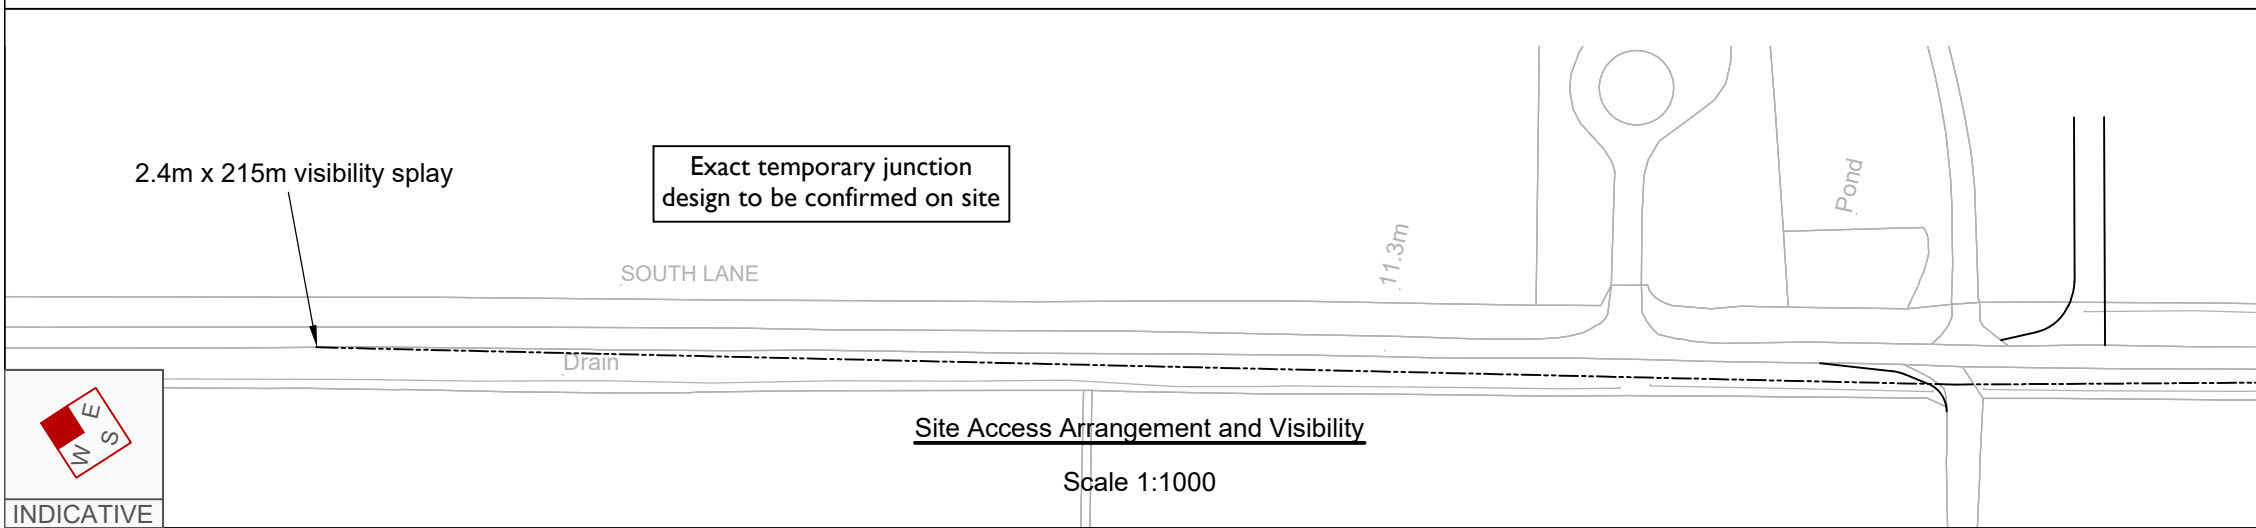 2.4m x 215m visibility splay
Exact temporary junction
design to be confirmed on site
Pond
11.3m
SOUTH LANE
Drain
E
S
W
Site Access Arrangement and Visibility
Scale 1:1000
INDICATIVE